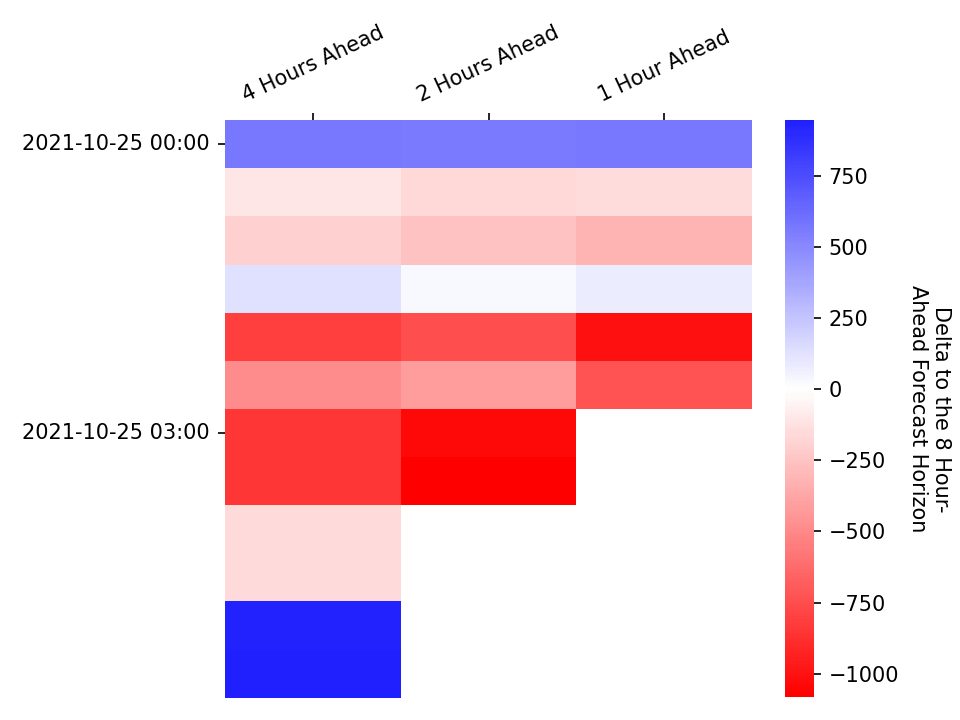 4 Hours Ahead
2 Hours Ahead
1 Hour Ahead
2021-10-25 00:00
2021-10-25 03:00
750
500
250
0
−250
−500
−750
−1000
Delta to the 8 Hour-
Ahead Forecast Horizon